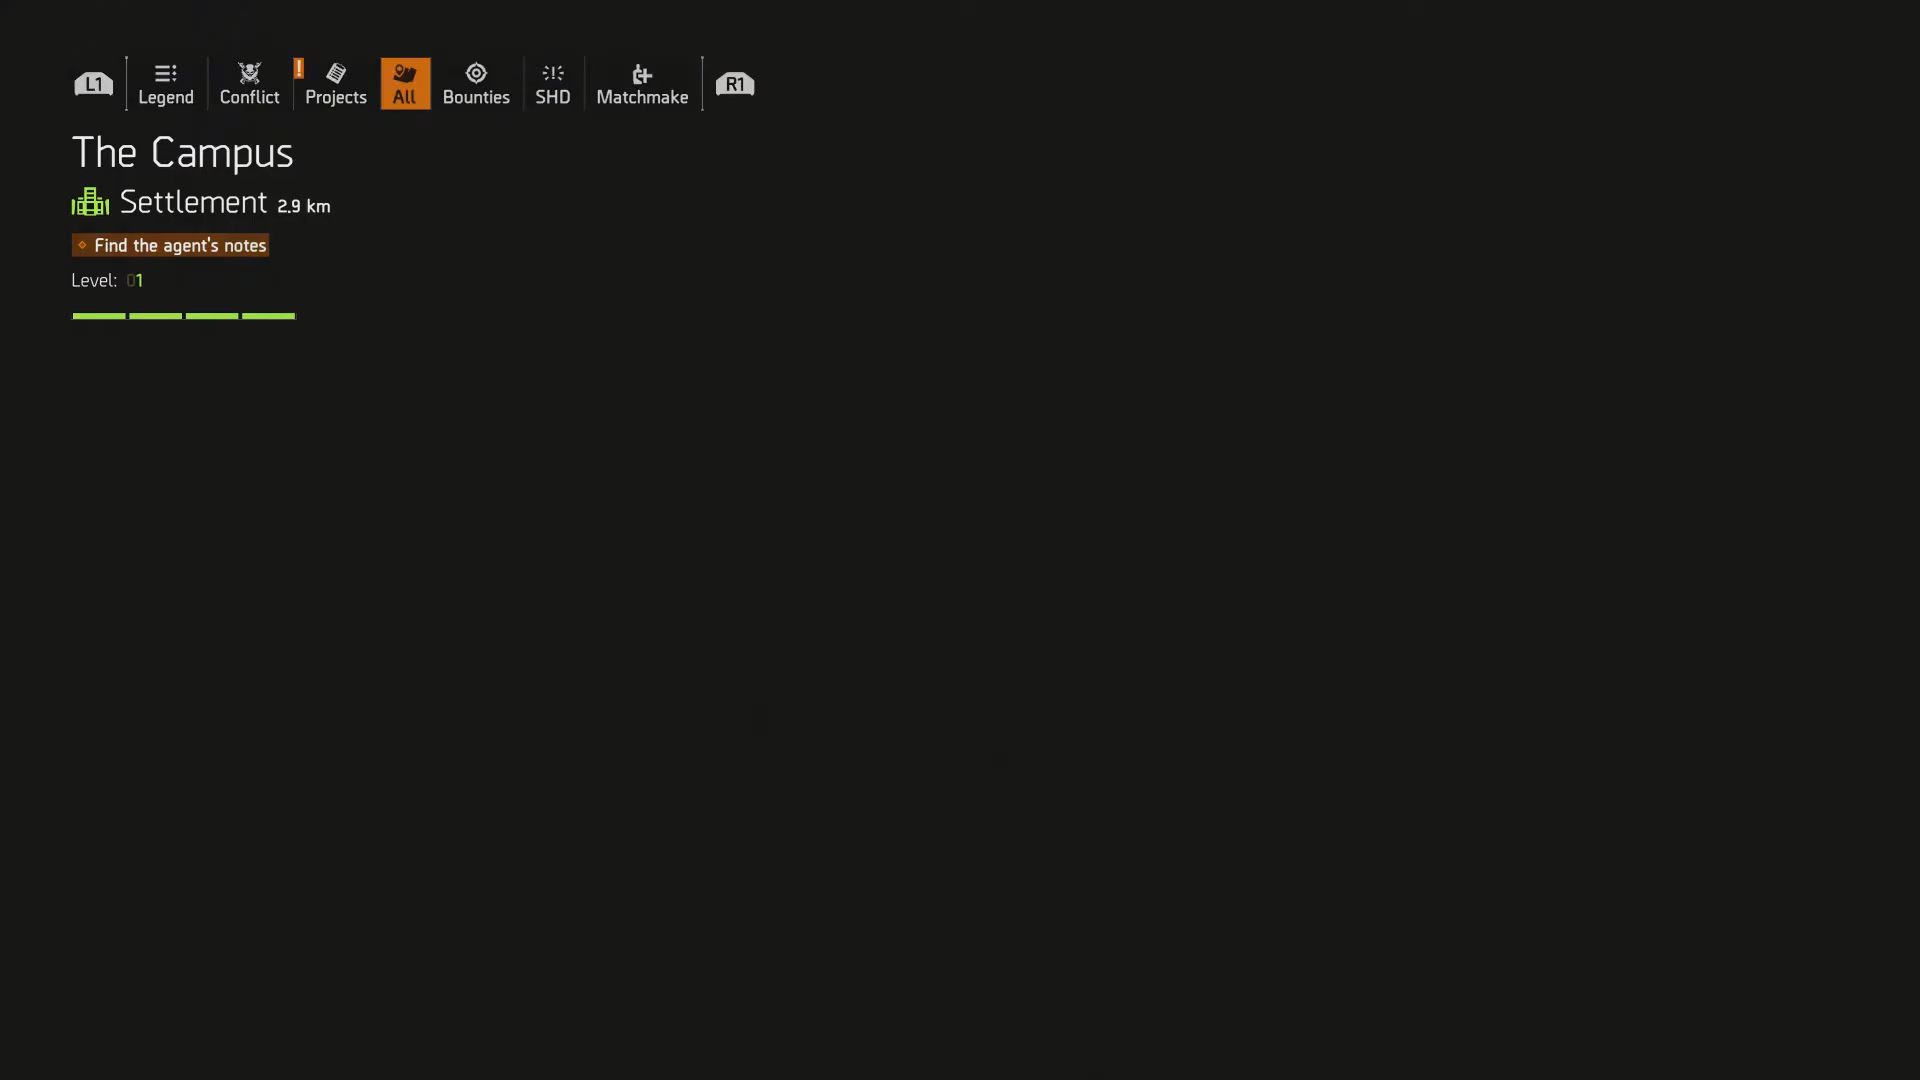 L1 Legend Conflict ! Projects All Bounties SHD Matchmake R1
The Campus
Settlement 2.9 km
Find the agent's notes
Level: 01